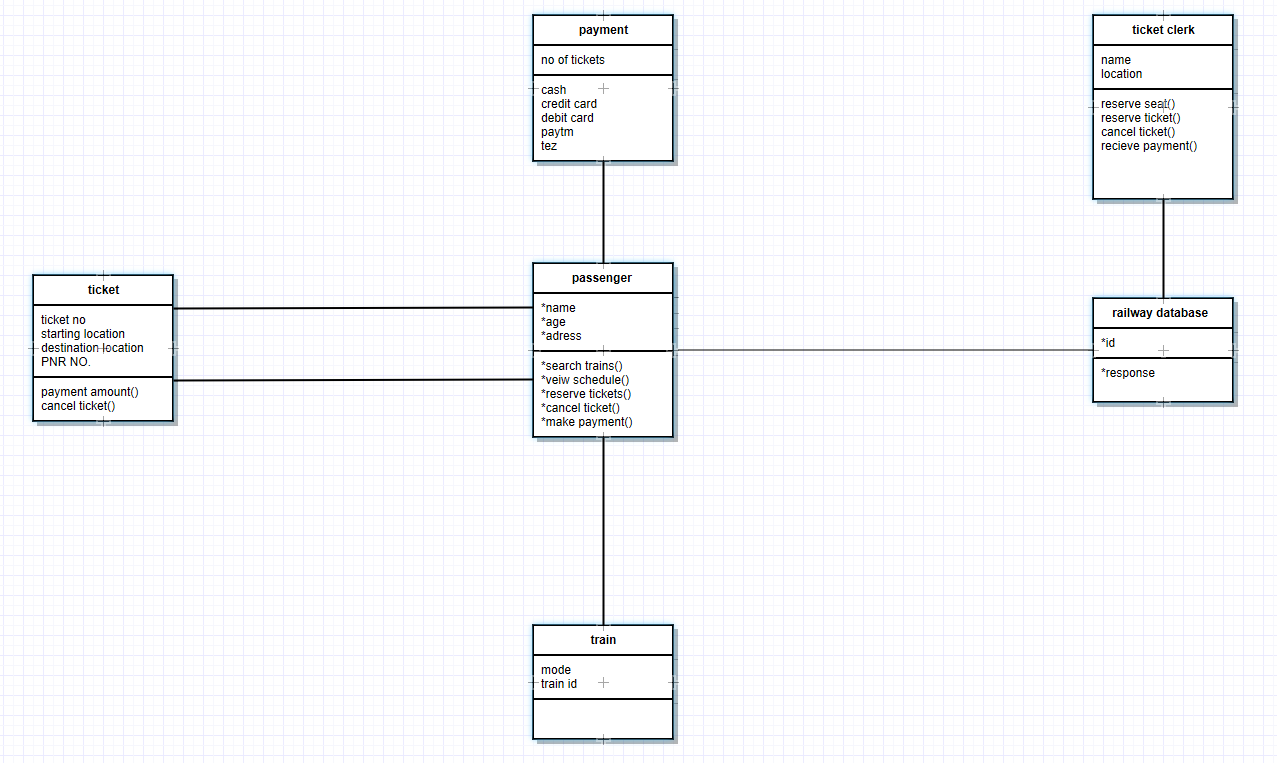 payment
no of tickets
cash
credit card
debit card
paytm
tez
ticket clerk
name
location
reserve seat()
reserve ticket()
cancel ticket()
recieve payment()
ticket
ticket no
starting location
destination location
PNR NO.
payment amount()
cancel ticket()
passenger
*name
*age
*adress
*search trains()
*veiw schedule()
*reserve tickets()
*cancel ticket()
*make payment()
railway database
*id
*response
train
mode
train id